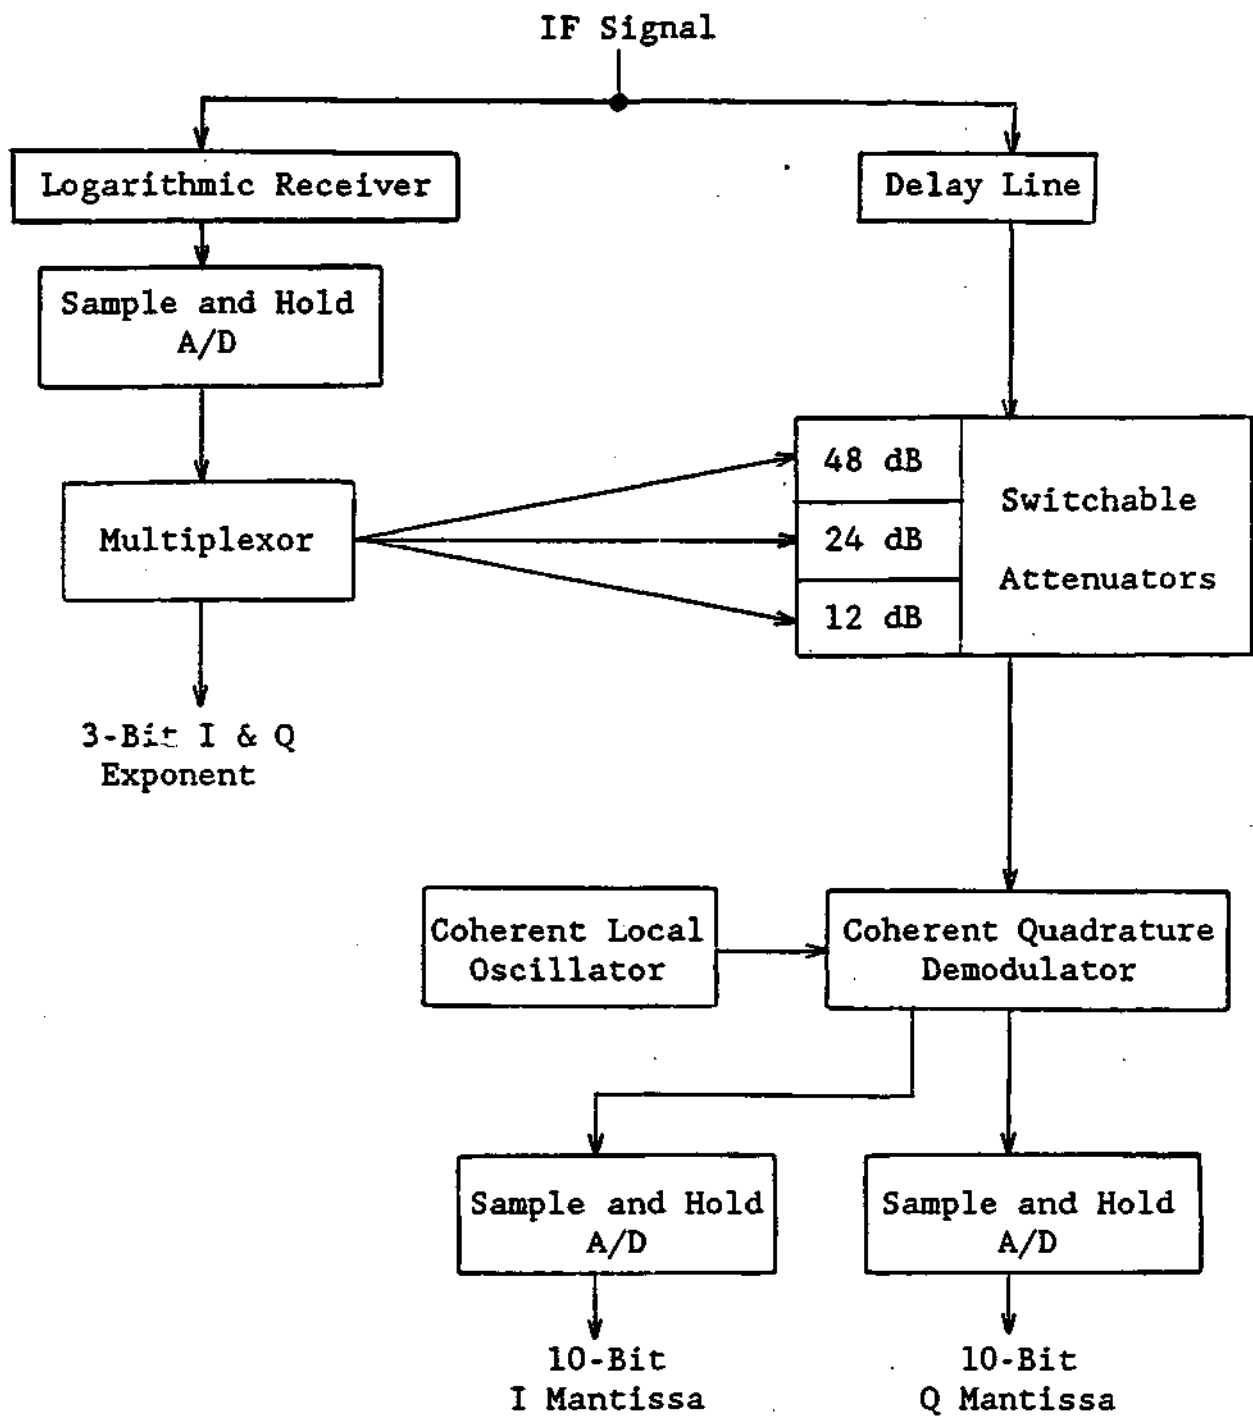 IF Signal
Logarithmic Receiver
Delay Line
Sample and Hold
A/D
48 dB
Switchable
Multiplexor
24 dB
Attenuators
12 dB
3-Bit I & Q
Exponent
Coherent Local
Oscillator
Coherent Quadrature
Demodulator
Sample and Hold
A/D
Sample and Hold
A/D
10-Bit
I Mantissa
10-Bit
Q Mantissa